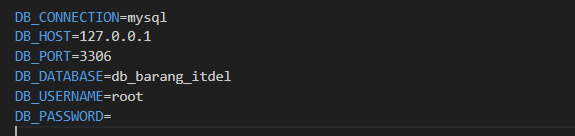 DB_CONNECTION=mysql
DB_HOST=127.0.0.1
DB_PORT=3306
DB_DATABASE=db_barang_itdel
DB_USERNAME=root
DB_PASSWORD=